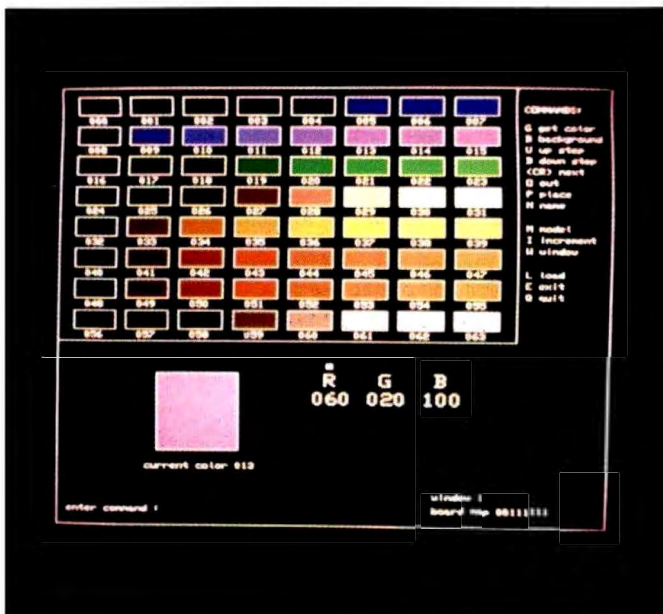 000 001 002 003 004 005 006 007
008 009 010 011 012 013 014 015
016 017 018 019 020 021 022 023
024 025 026 027 028 029 030 031
032 033 034 035 036 037 038 039
040 041 042 043 044 045 046 047
048 049 050 051 052 053 054 055
056 057 058 059 060 061 062 063
COMMANDS:
G get color
B background
U up step
D down step
(CR) next
O out
P place
N name
M model
I increment
W window
L load
E exit
Q quit
R G B
060 020 100
current color 013
enter command :
window :
board map 00111111